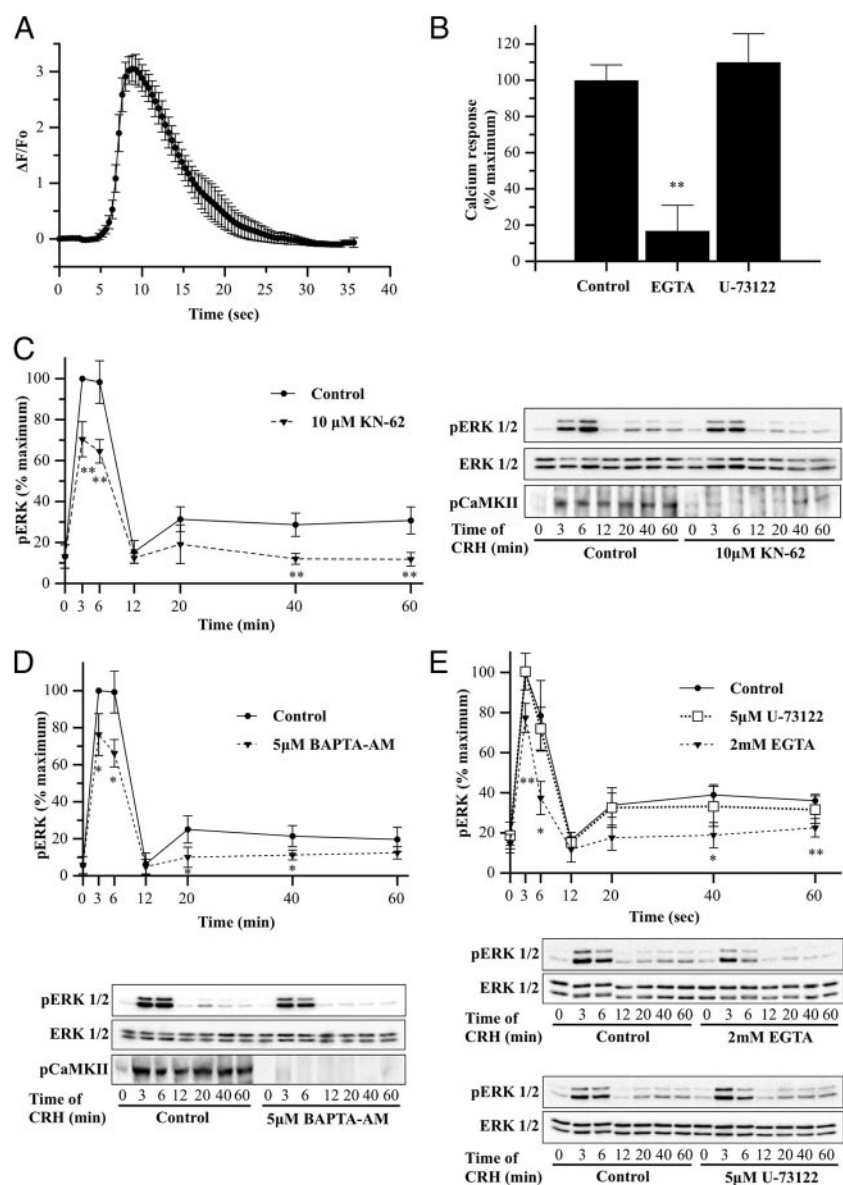 A
ΔF/Fo
3
2
1
0
0 5 10 15 20 25 30 35 40
Time (sec)
B
Calcium response
(% maximum)
120
100
80
60
40
20
0
**
Control EGTA U-73122
C
pERK (% maximum)
100
80
60
40
20
0
Control
10 μM KN-62
**
**
**
**
0 3 6 12 20 40 60
Time (min)
pERK 1/2
ERK 1/2
pCaMKII
Time of
CRH (min)
0 3 6 12 20 40 60 0 3 6 12 20 40 60
Control 10μM KN-62
D
pERK (% maximum)
100
80
60
40
20
0
Control
5μM BAPTA-AM
*
*
*
*
0 3 6 12 20 40 60
Time (min)
pERK 1/2
ERK 1/2
pCaMKII
Time of
CRH (min)
0 3 6 12 20 40 60 0 3 6 12 20 40 60
Control 5μM BAPTA-AM
E
pERK (% maximum)
100
80
60
40
20
0
Control
5μM U-73122
2mM EGTA
**
*
*
**
0 3 6 12 20 40 60
Time (sec)
pERK 1/2
ERK 1/2
Time of
CRH (min)
0 3 6 12 20 40 60 0 3 6 12 20 40 60
Control 2mM EGTA
pERK 1/2
ERK 1/2
Time of
CRH (min)
0 3 6 12 20 40 60 0 3 6 12 20 40 60
Control 5μM U-73122